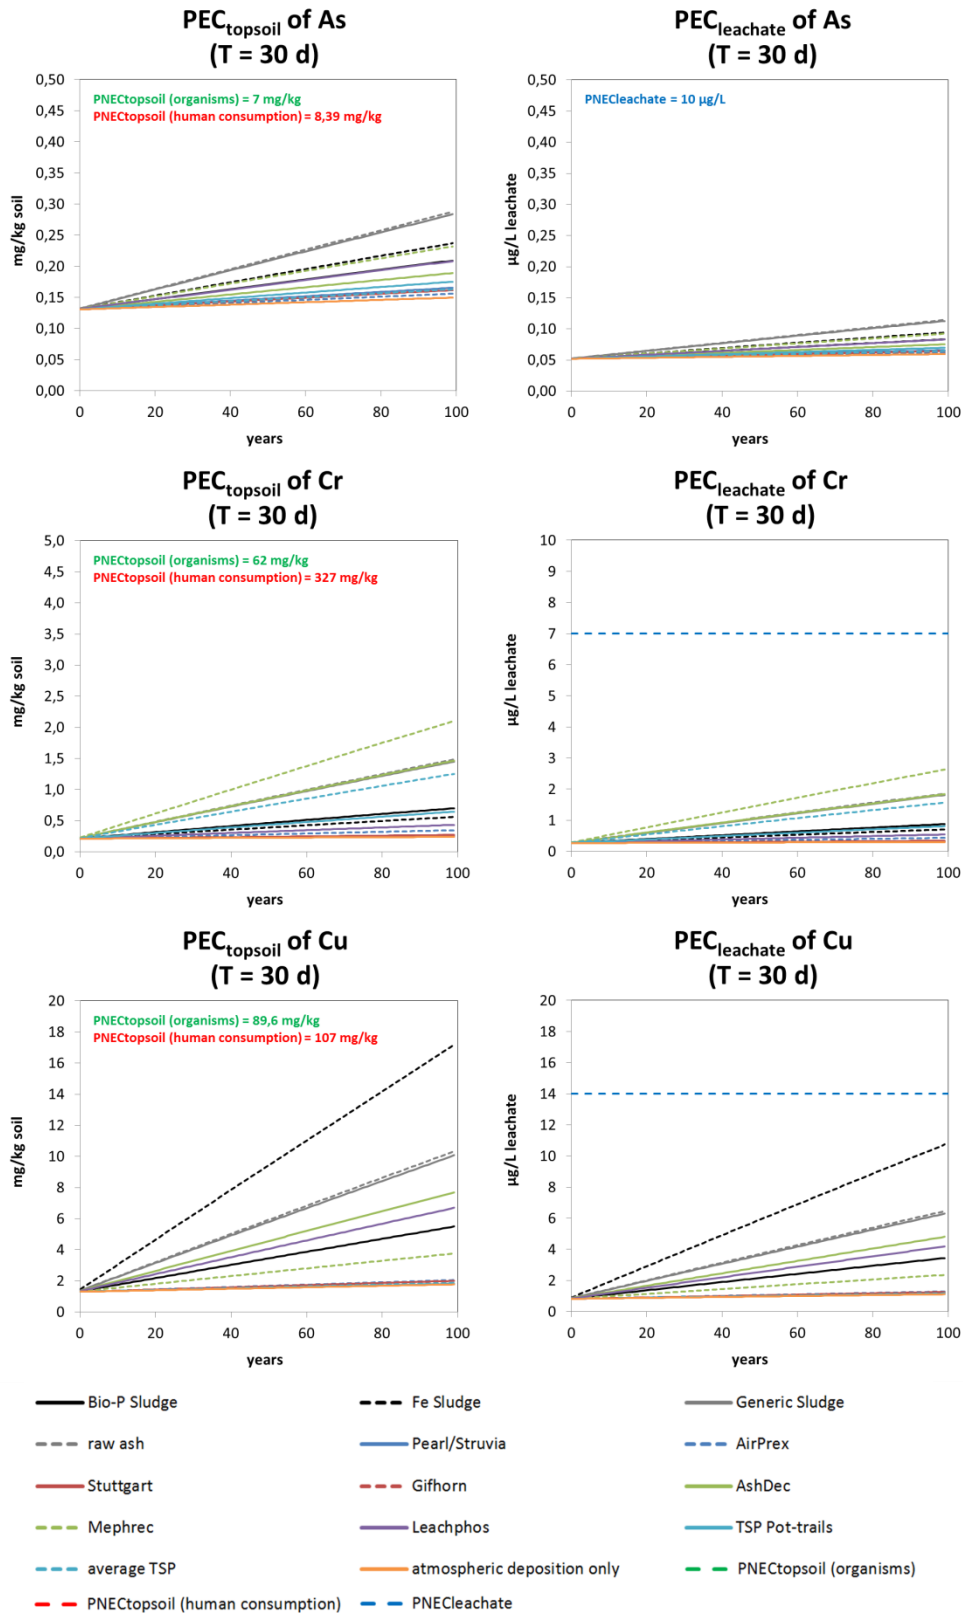 PECtopsoil of As
(T = 30 d)
0,50
0,45
0,40
0,35
0,30
0,25
0,20
0,15
0,10
0,05
0,00
mg/kg soil
PNECtopsoil (organisms) = 7 mg/kg
PNECtopsoil (human consumption) = 8,39 mg/kg
0 20 40 60 80 100
years
PECleachate of As
(T = 30 d)
0,50
0,45
0,40
0,35
0,30
0,25
0,20
0,15
0,10
0,05
0,00
µg/L leachate
PNECleachate = 10 µg/L
0 20 40 60 80 100
years
PECtopsoil of Cr
(T = 30 d)
5,0
4,5
4,0
3,5
3,0
2,5
2,0
1,5
1,0
0,5
0,0
mg/kg soil
PNECtopsoil (organisms) = 62 mg/kg
PNECtopsoil (human consumption) = 327 mg/kg
0 20 40 60 80 100
years
PECleachate of Cr
(T = 30 d)
10
9
8
7
6
5
4
3
2
1
0
µg/L leachate
0 20 40 60 80 100
years
PECtopsoil of Cu
(T = 30 d)
20
18
16
14
12
10
8
6
4
2
0
mg/kg soil
PNECtopsoil (organisms) = 89,6 mg/kg
PNECtopsoil (human consumption) = 107 mg/kg
0 20 40 60 80 100
years
PECleachate of Cu
(T = 30 d)
20
18
16
14
12
10
8
6
4
2
0
µg/L leachate
0 20 40 60 80 100
years
Bio-P Sludge Fe Sludge Generic Sludge
raw ash Pearl/Struvia AirPrex
Stuttgart Gifhorn AshDec
Mephrec Leachphos TSP Pot-trails
average TSP atmospheric deposition only PNECtopsoil (organisms)
PNECtopsoil (human consumption) PNECleachate